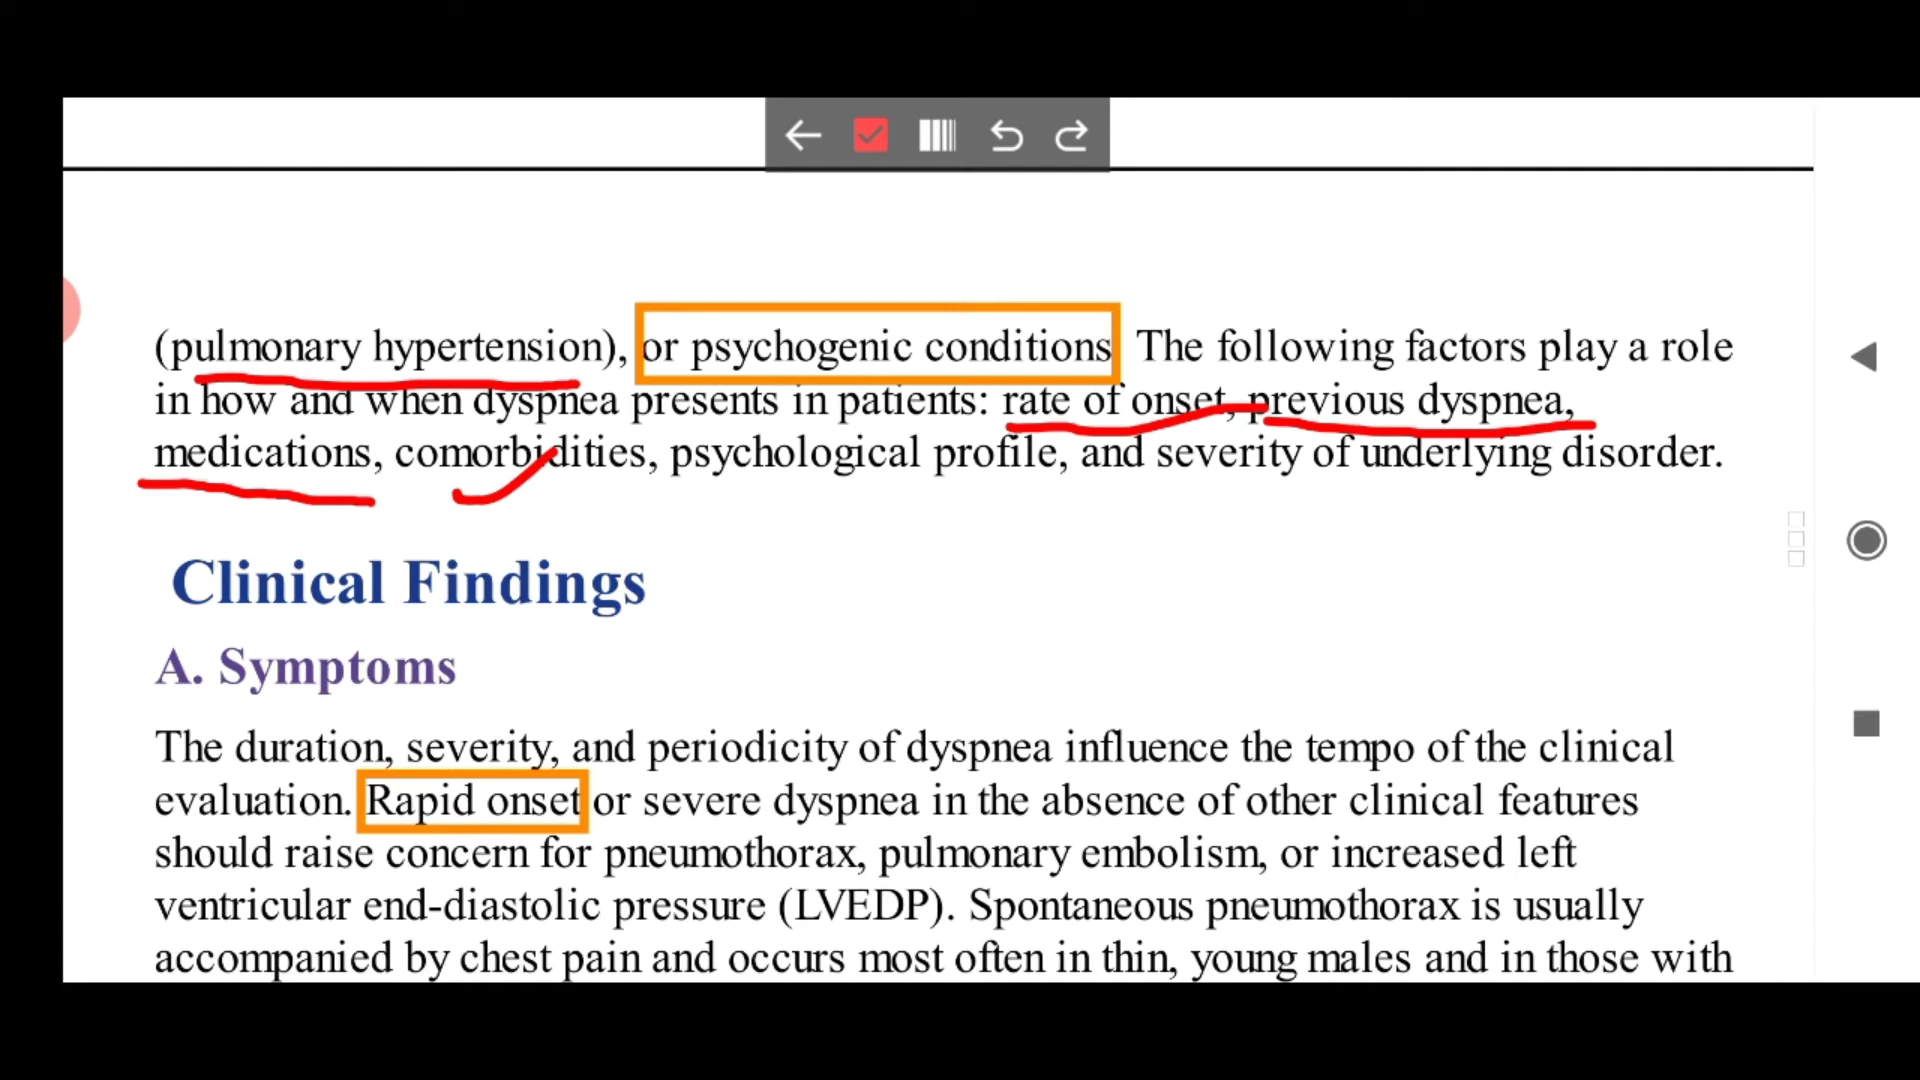 (pulmonary hypertension), or psychogenic conditions The following factors play a role
in how and when dyspnea presents in patients: rate of onset, previous dyspnea,
medications, comorbidities, psychological profile, and severity of underlying disorder.
Clinical Findings
A. Symptoms
The duration, severity, and periodicity of dyspnea influence the tempo of the clinical
evaluation. Rapid onset or severe dyspnea in the absence of other clinical features
should raise concern for pneumothorax, pulmonary embolism, or increased left
ventricular end-diastolic pressure (LVEDP). Spontaneous pneumothorax is usually
accompanied by chest pain and occurs most often in thin, young males and in those with